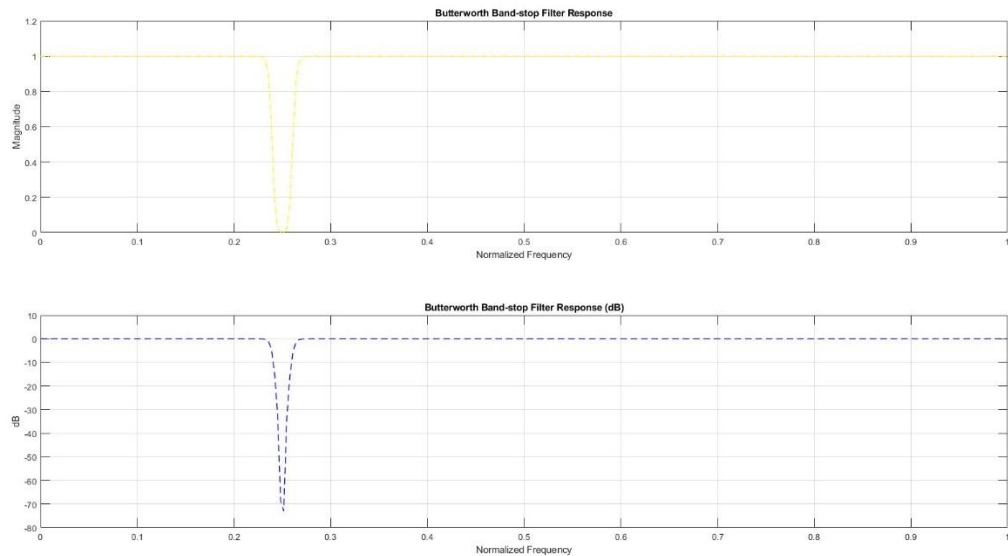 Butterworth Band-stop Filter Response
1.2
1
0.8
0.6
0.4
0.2
0
Magnitude
0 0.1 0.2 0.3 0.4 0.5 0.6 0.7 0.8 0.9 1
Normalized Frequency
Butterworth Band-stop Filter Response (dB)
10
0
-10
-20
-30
-40
-50
-60
-70
-80
dB
0 0.1 0.2 0.3 0.4 0.5 0.6 0.7 0.8 0.9 1
Normalized Frequency